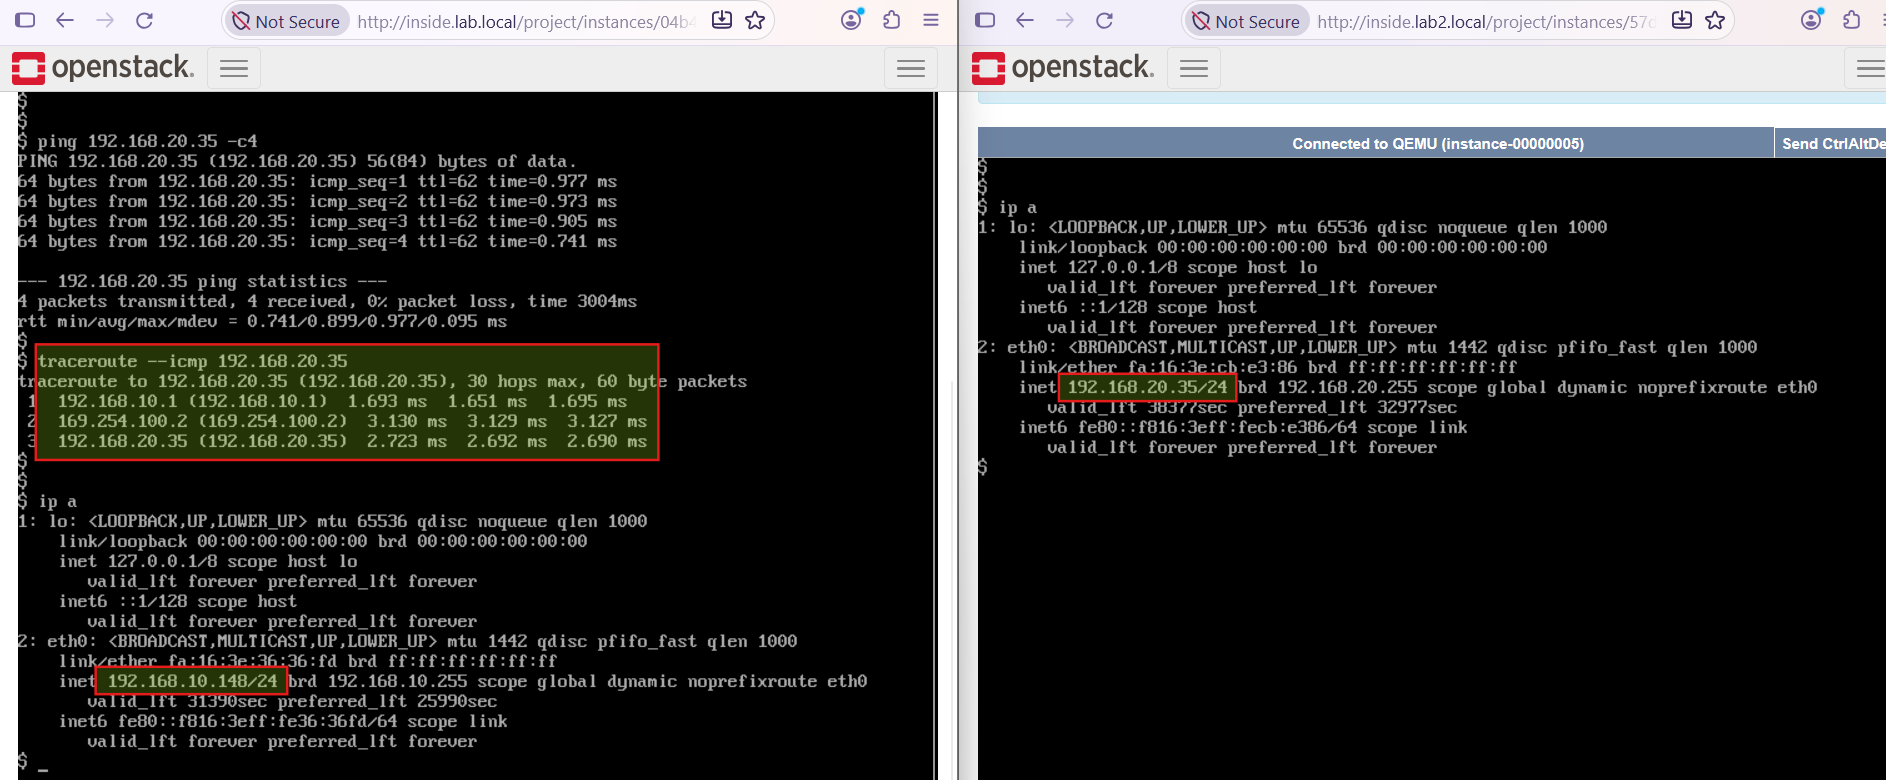 Not Secure http://inside.lab.local/project/instances/04b4
openstack.
$
$
$ ping 192.168.20.35 -c4
PING 192.168.20.35 (192.168.20.35) 56(84) bytes of data.
64 bytes from 192.168.20.35: icmp_seq=1 ttl=62 time=0.977 ms
64 bytes from 192.168.20.35: icmp_seq=2 ttl=62 time=0.973 ms
64 bytes from 192.168.20.35: icmp_seq=3 ttl=62 time=0.905 ms
64 bytes from 192.168.20.35: icmp_seq=4 ttl=62 time=0.741 ms
--- 192.168.20.35 ping statistics ---
4 packets transmitted, 4 received, 0% packet loss, time 3004ms
rtt min/avg/max/mdev = 0.741/0.899/0.977/0.095 ms
$
$ traceroute --icmp 192.168.20.35
traceroute to 192.168.20.35 (192.168.20.35), 30 hops max, 60 byte packets
1 192.168.10.1 (192.168.10.1) 1.693 ms 1.651 ms 1.695 ms
2 169.254.100.2 (169.254.100.2) 3.130 ms 3.129 ms 3.127 ms
3 192.168.20.35 (192.168.20.35) 2.723 ms 2.692 ms 2.690 ms
$
$
$ ip a
1: lo: <LOOPBACK,UP,LOWER_UP> mtu 65536 qdisc noqueue qlen 1000
link/loopback 00:00:00:00:00:00 brd 00:00:00:00:00:00
inet 127.0.0.1/8 scope host lo
valid_lft forever preferred_lft forever
inet6 ::1/128 scope host
valid_lft forever preferred_lft forever
2: eth0: <BROADCAST,MULTICAST,UP,LOWER_UP> mtu 1442 qdisc pfifo_fast qlen 1000
link/ether fa:16:3e:36:36:fd brd ff:ff:ff:ff:ff:ff
inet 192.168.10.148/24 brd 192.168.10.255 scope global dynamic noprefixroute eth0
valid_lft 31390sec preferred_lft 25990sec
inet6 fe80::f816:3eff:fe36:36fd/64 scope link
valid_lft forever preferred_lft forever
$ _
Not Secure http://inside.lab2.local/project/instances/57d
openstack.
Connected to QEMU (instance-00000005) Send CtrlAltDe
$
$
$ ip a
1: lo: <LOOPBACK,UP,LOWER_UP> mtu 65536 qdisc noqueue qlen 1000
link/loopback 00:00:00:00:00:00 brd 00:00:00:00:00:00
inet 127.0.0.1/8 scope host lo
valid_lft forever preferred_lft forever
inet6 ::1/128 scope host
valid_lft forever preferred_lft forever
2: eth0: <BROADCAST,MULTICAST,UP,LOWER_UP> mtu 1442 qdisc pfifo_fast qlen 1000
link/ether fa:16:3e:cb:e3:86 brd ff:ff:ff:ff:ff:ff
inet 192.168.20.35/24 brd 192.168.20.255 scope global dynamic noprefixroute eth0
valid_lft 38377sec preferred_lft 32977sec
inet6 fe80::f816:3eff:fecb:e386/64 scope link
valid_lft forever preferred_lft forever
$